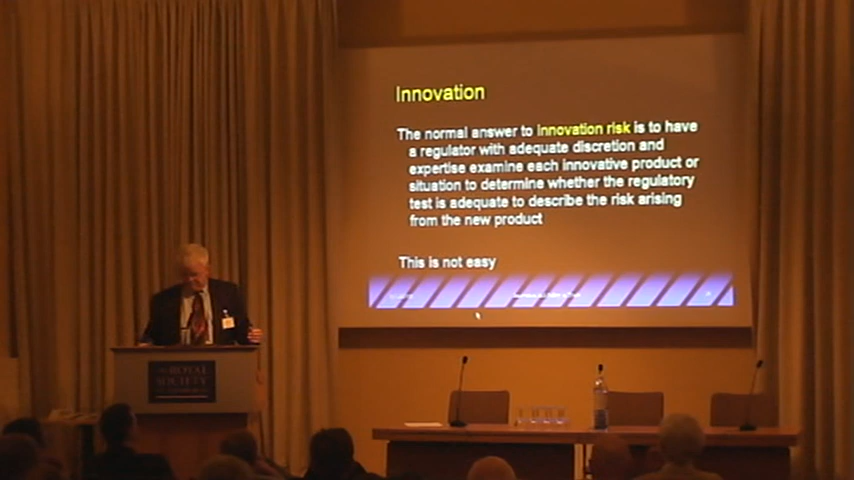 Innovation
The normal answer to innovation risk is to have
a regulator with adequate discretion and
expertise examine each innovative product or
situation to determine whether the regulatory
test is adequate to describe the risk arising
from the new product
This is not easy
ROYAL
SOCIETY